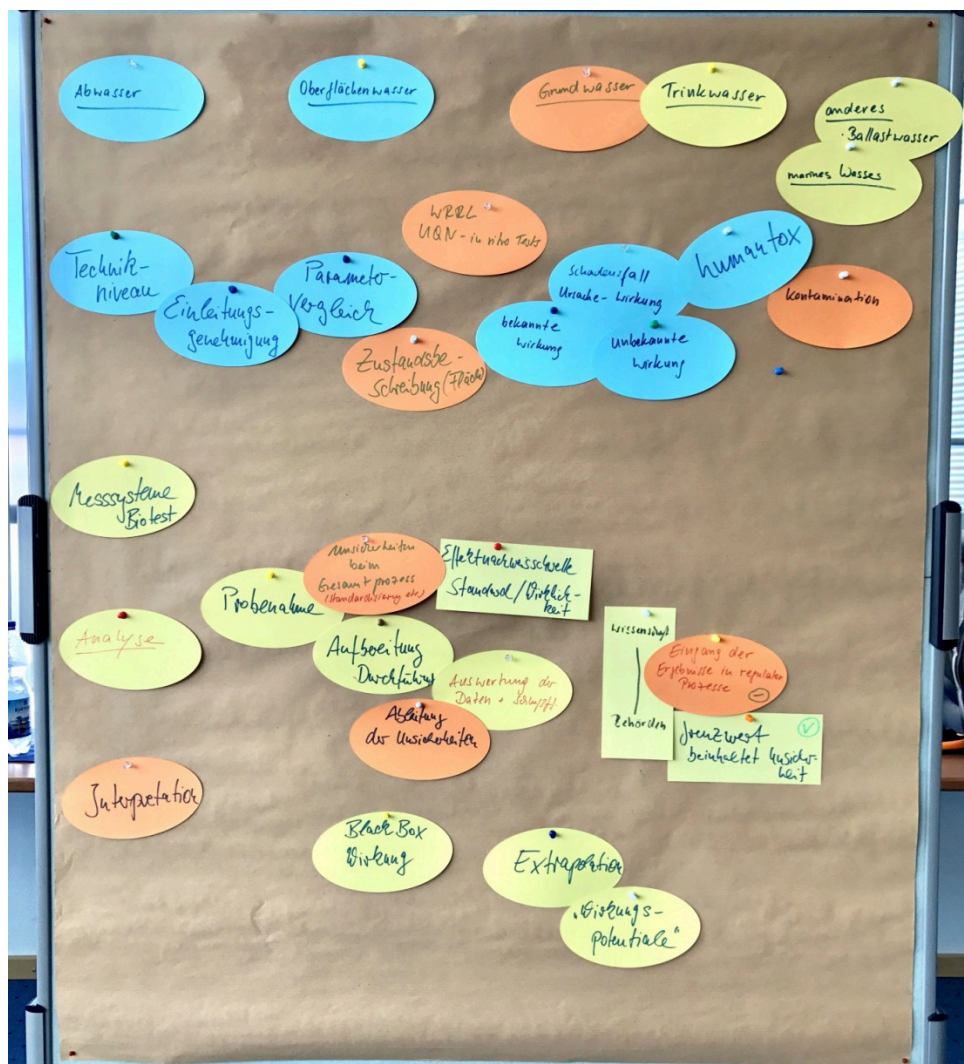 Abwasser
Oberflächenwasser
Grundwasser
Trinkwasser
anderes
· Ballastwasser
marines Wasser
WRRL
UQN - in vitro Tests
Technik-
niveau
Einleitungs-
genehmigung
Parameter-
vergleich
Zustandsbe-
schreibung (Fläche)
Schadensfall
Ursache - Wirkung
bekannte
Wirkung
unbekannte
Wirkung
humantox
Kontamination
Messsysteme
Biotest
Probenahme
Unsicherheiten
beim
Gesamtprozess
(Standardisierung etc.)
Effektnachweisschwelle
Standard/Wirklich-
keit
Analyse
Aufbereitung
Durchführung
Auswertung der
Daten +
Ableitung
der Unsicherheiten
Wissenschaft
Behörden
Eingang der
Ergebnisse in
Prozesse
Grenzwert
beinhaltet Unsicher-
heit
Interpretation
Black Box
Wirkung
Extrapolation
„Wirkungs-
potentiale"